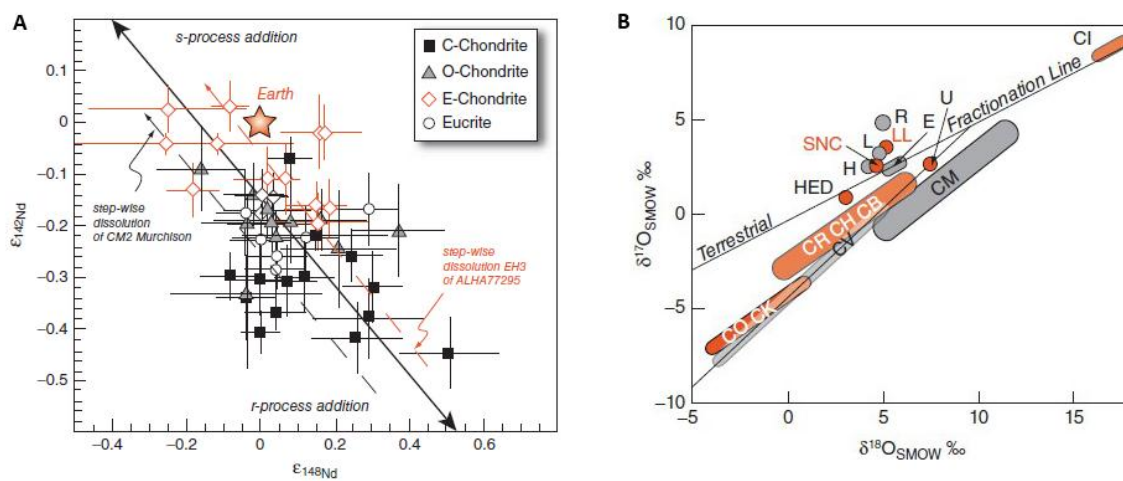 A
s-process addition
Earth
C-Chondrite
O-Chondrite
E-Chondrite
Eucrite
step-wise
dissolution
of CM2 Murchison
step-wise
dissolution EH3
of ALHA77295
r-process addition
0.1
0
−0.1
−0.2
−0.3
−0.4
−0.5
ε142Nd
−0.4
−0.2
0
0.2
0.4
0.6
ε148Nd
B
10
5
0
−5
−10
δ17OSMOW ‰
CI
Terrestrial
Fractionation Line
R
U
L
LL
E
SNC
H
HED
CM
CR CH CB
CV
CO CK
−5
0
5
10
15
δ18OSMOW ‰